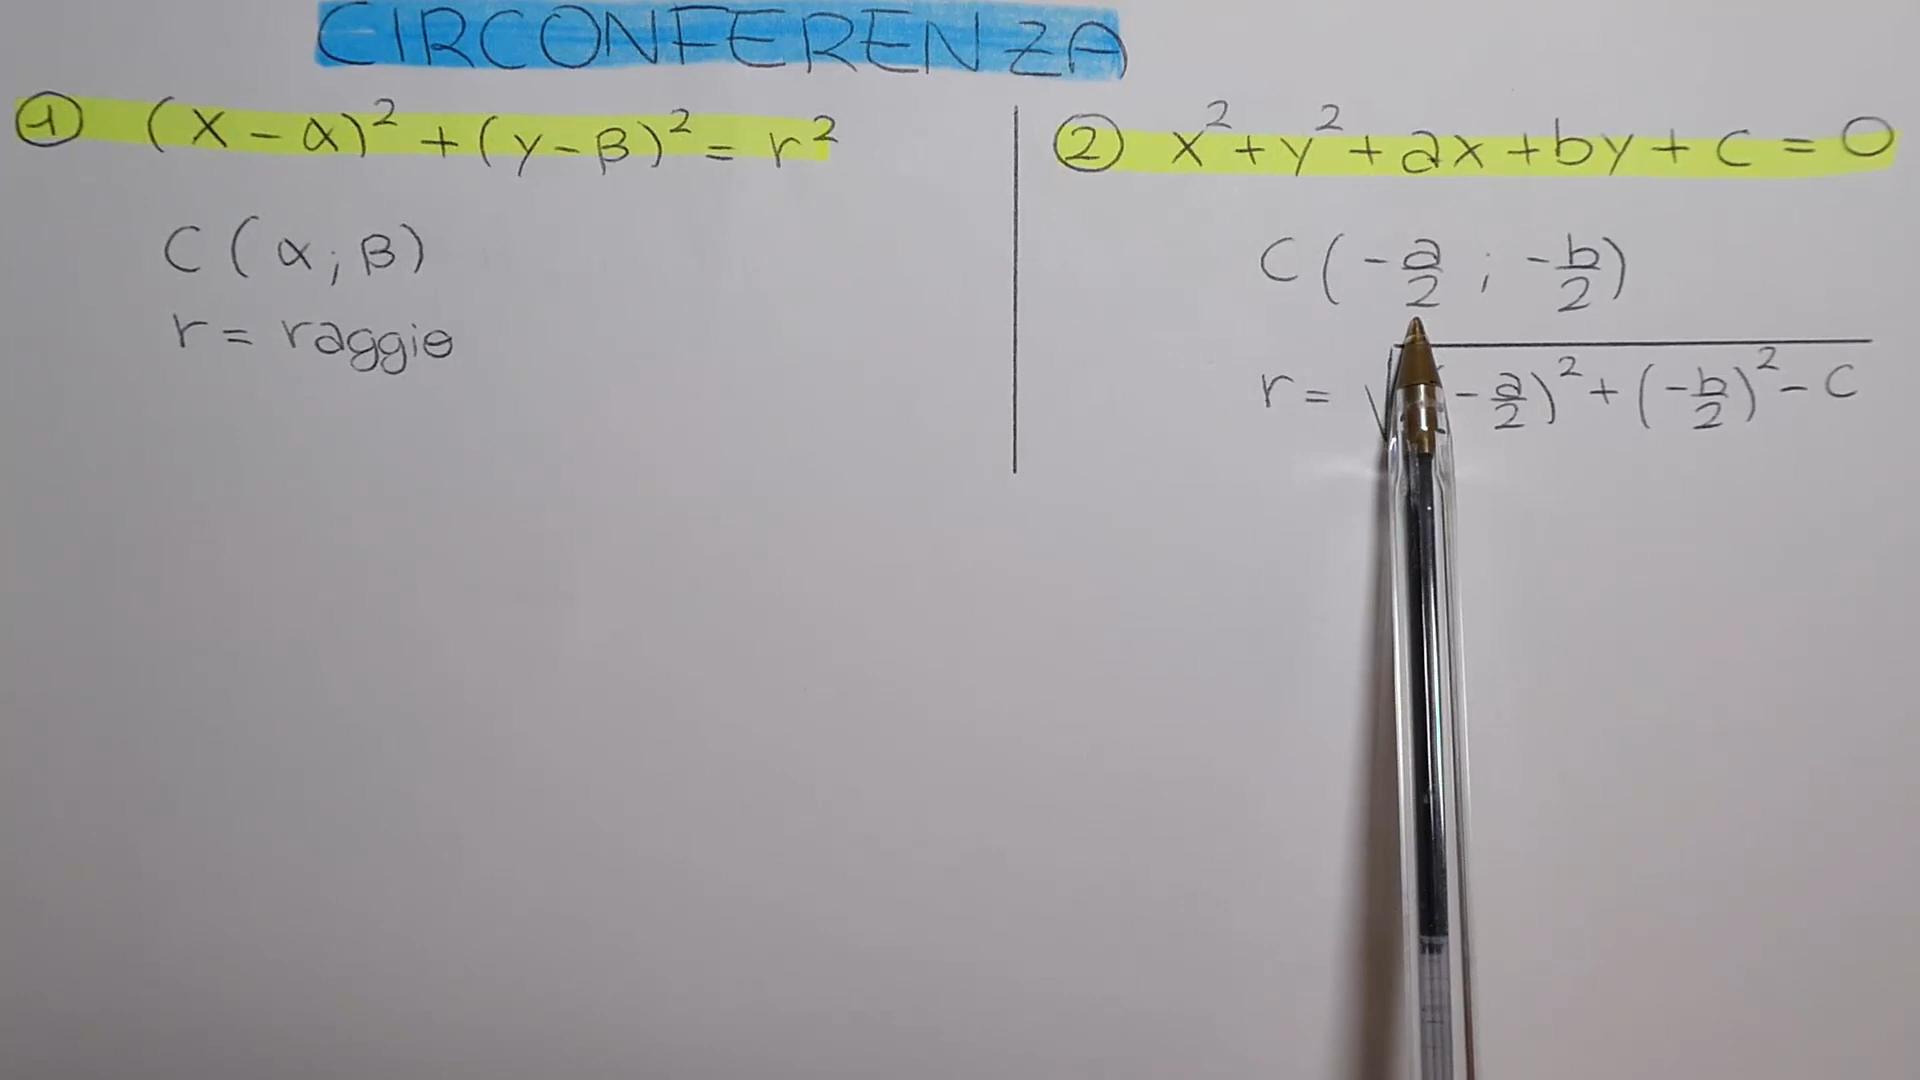 CIRCONFERENZA
① (x-α)²+(y-β)²=r²
C(α;β)
r=raggio
② x²+y²+ax+by+c=0
C(-a/2;-b/2)
r=√(-a/2)²+(-b/2)²-c